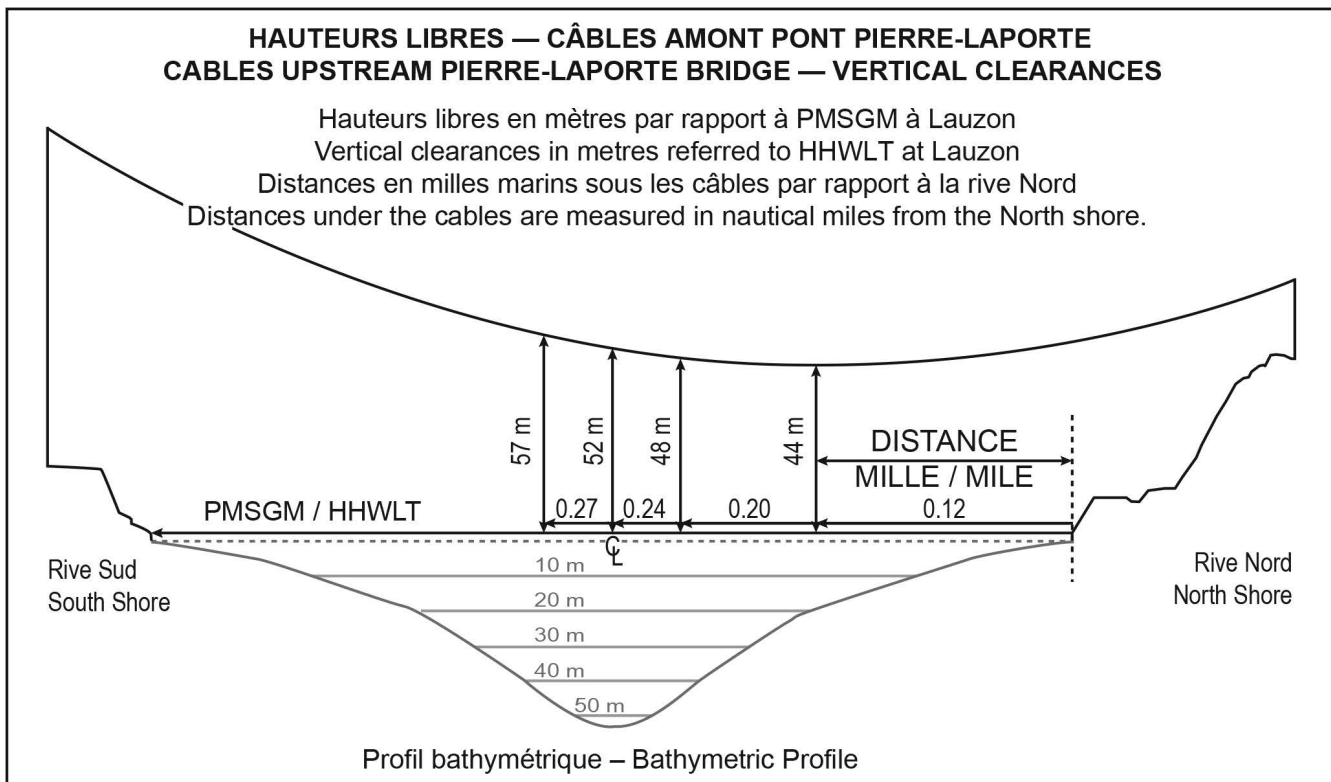 HAUTEURS LIBRES — CÂBLES AMONT PONT PIERRE-LAPORTE
CABLES UPSTREAM PIERRE-LAPORTE BRIDGE — VERTICAL CLEARANCES
Hauteurs libres en mètres par rapport à PMSGM à Lauzon
Vertical clearances in metres referred to HHWLT at Lauzon
Distances en milles marins sous les câbles par rapport à la rive Nord
Distances under the cables are measured in nautical miles from the North shore.
57 m
52 m
48 m
44 m
DISTANCE
MILLE / MILE
PMSGM / HHWLT
0.27
0.24
0.20
0.12
℄
Rive Sud
South Shore
10 m
20 m
30 m
40 m
50 m
Rive Nord
North Shore
Profil bathymétrique – Bathymetric Profile